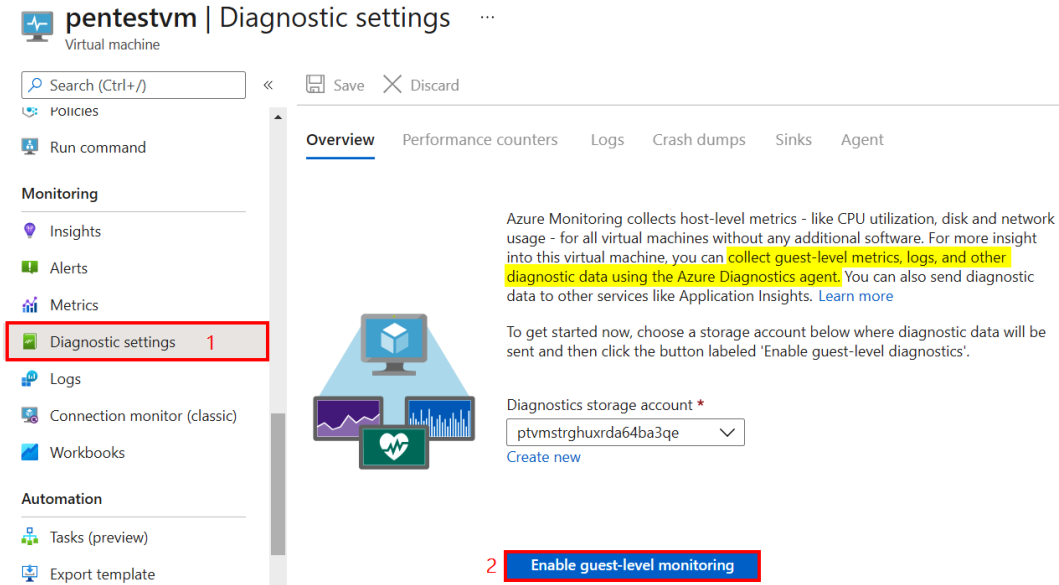 pentestvm | Diagnostic settings ...
Virtual machine
Search (Ctrl+/)
«
Policies
Run command
Monitoring
Insights
Alerts
Metrics
Diagnostic settings 1
Logs
Connection monitor (classic)
Workbooks
Automation
Tasks (preview)
Export template
Save Discard
Overview Performance counters Logs Crash dumps Sinks Agent
Azure Monitoring collects host-level metrics - like CPU utilization, disk and network
usage - for all virtual machines without any additional software. For more insight
into this virtual machine, you can collect guest-level metrics, logs, and other
diagnostic data using the Azure Diagnostics agent. You can also send diagnostic
data to other services like Application Insights. Learn more
To get started now, choose a storage account below where diagnostic data will be
sent and then click the button labeled 'Enable guest-level diagnostics'.
Diagnostics storage account *
ptvmstrghuxrda64ba3qe
Create new
2 Enable guest-level monitoring